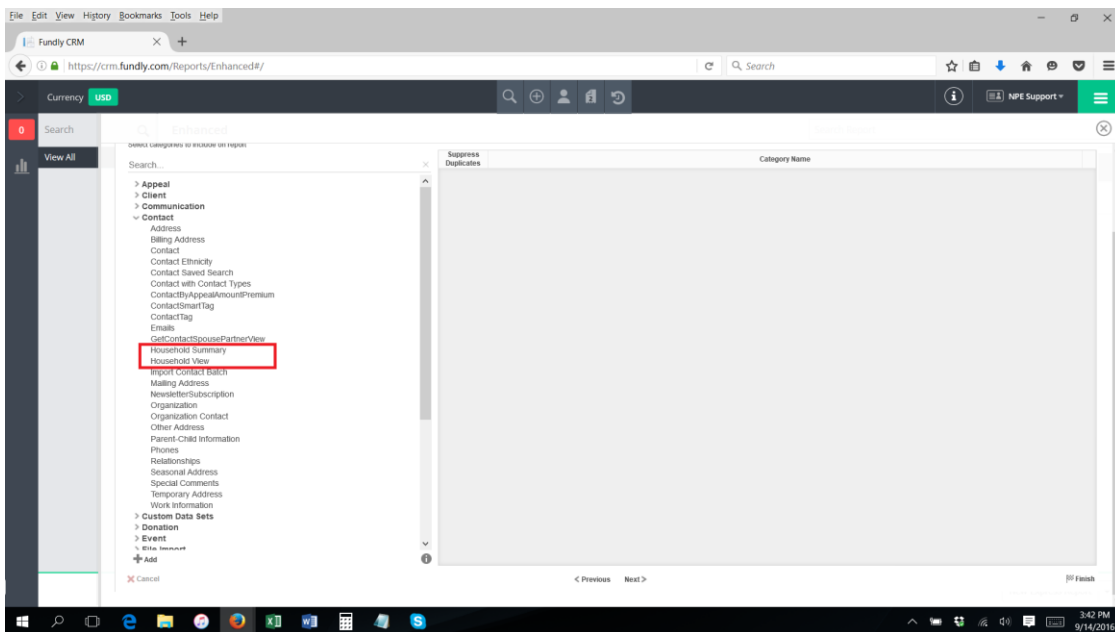 File Edit View History Bookmarks Tools Help
Fundly CRM
https://crm.fundly.com/Reports/Enhanced#/
Search
Currency USD
NPE Support
0
Search
Enhanced
View All
Select categories to include on report
Search...
Suppress
Duplicates
Category Name
Appeal
Client
Communication
Contact
Address
Billing Address
Contact
Contact Ethnicity
Contact Saved Search
Contact with Contact Types
ContactByAppealAmountPremium
ContactSmartTag
ContactTag
Emails
GetContactSpousePartnerView
Household Summary
Household View
Import Contact Batch
Mailing Address
NewsletterSubscription
Organization
Organization Contact
Other Address
Parent-Child Information
Phones
Relationships
Seasonal Address
Special Comments
Temporary Address
Work Information
Custom Data Sets
Donation
Event
File Import
Add
Cancel
< Previous Next >
Finish
3:42 PM
9/14/2016